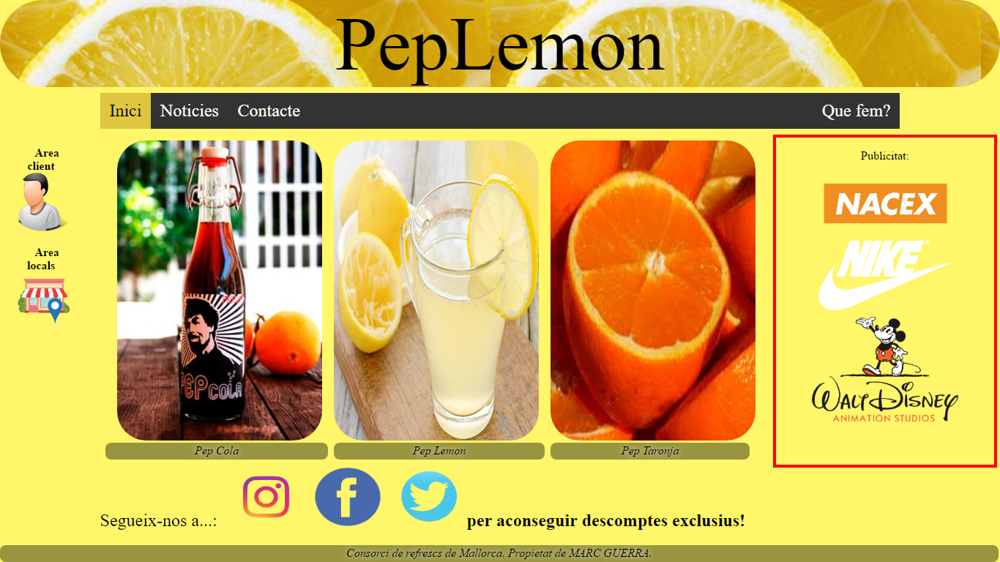 PepLemon
Inici Noticies Contacte Que fem?
Area
client
Area
locals
PEP COLA
Pep Cola
Pep Lemon
Pep Taronja
Publicitat:
NACEX
NIKE
WALT DISNEY
ANIMATION STUDIOS
Segueix-nos a...: per aconseguir descomptes exclusius!
Consorci de refrescs de Mallorca. Propietat de MARC GUERRA.